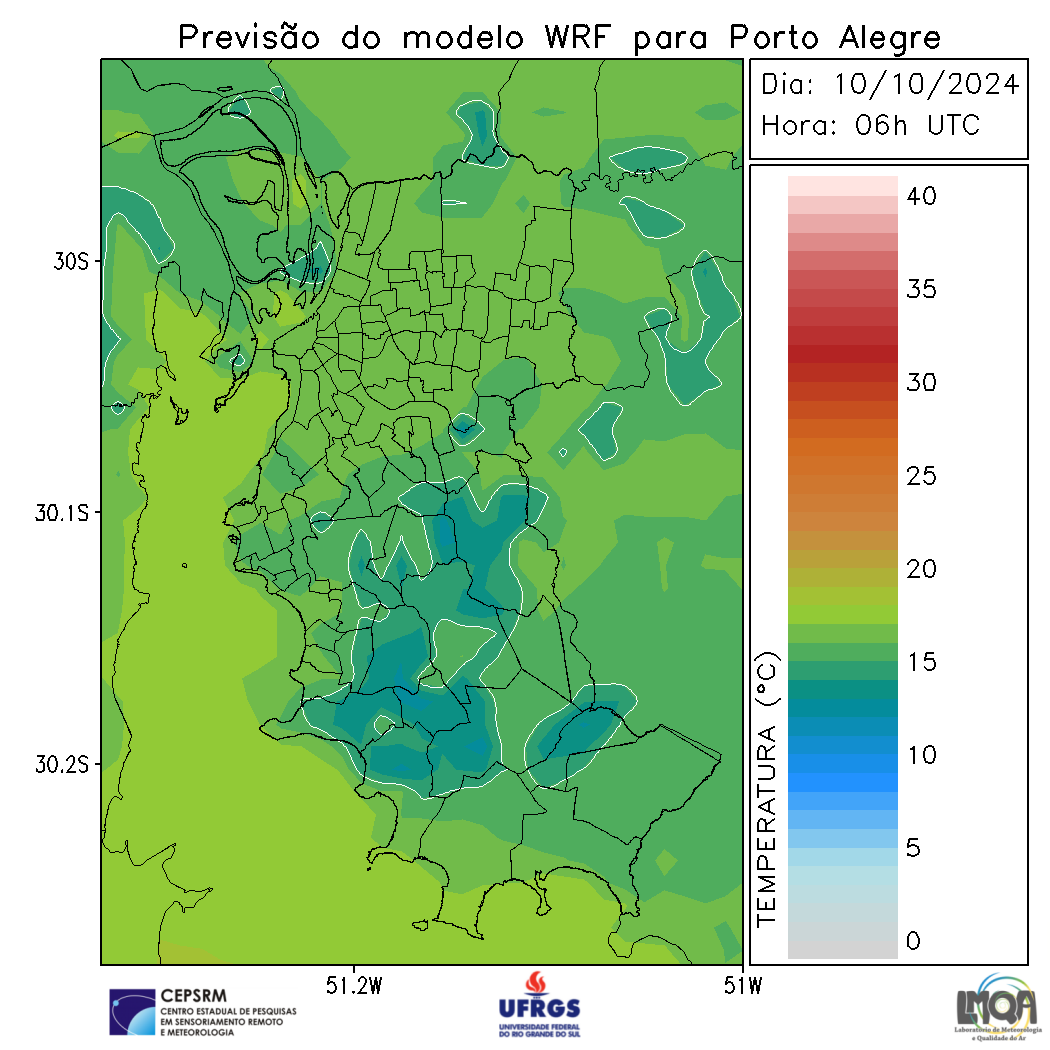 Previsão do modelo WRF para Porto Alegre
Dia: 10/10/2024
Hora: 06h UTC
40
35
30
25
20
15
10
5
0
TEMPERATURA (°C)
30S
30.1S
30.2S
51.2W
51W
CEPSRM
CENTRO ESTADUAL DE PESQUISAS
EM SENSORIAMENTO REMOTO
E METEOROLOGIA
UFRGS
UNIVERSIDADE FEDERAL
DO RIO GRANDE DO SUL
LMQA
Laboratório de Meteorologia
e Qualidade do Ar